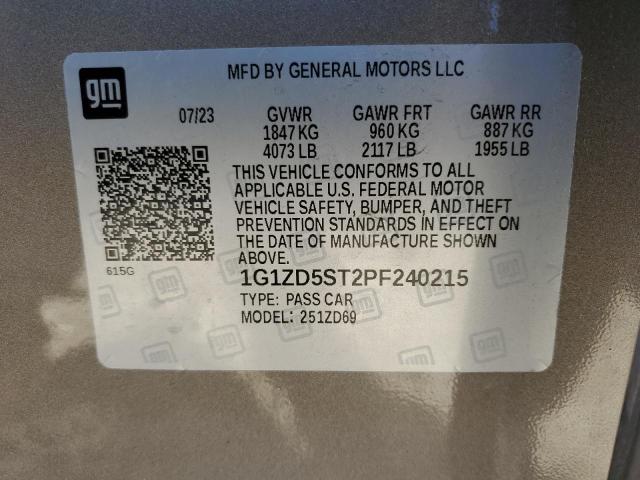 gm
MFD BY GENERAL MOTORS LLC
07/23 GVWR GAWR FRT GAWR RR
1847 KG 960 KG 887 KG
4073 LB 2117 LB 1955 LB
THIS VEHICLE CONFORMS TO ALL
APPLICABLE U.S. FEDERAL MOTOR
VEHICLE SAFETY, BUMPER, AND THEFT
PREVENTION STANDARDS IN EFFECT ON
THE DATE OF MANUFACTURE SHOWN
ABOVE.
615G
1G1ZD5ST2PF240215
TYPE: PASS CAR
MODEL: 251ZD69